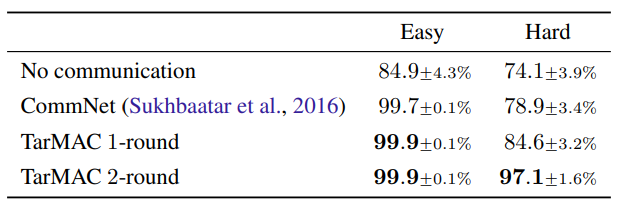 Easy Hard
No communication 84.9±4.3% 74.1±3.9%
CommNet (Sukhbaatar et al., 2016) 99.7±0.1% 78.9±3.4%
TarMAC 1-round 99.9±0.1% 84.6±3.2%
TarMAC 2-round 99.9±0.1% 97.1±1.6%